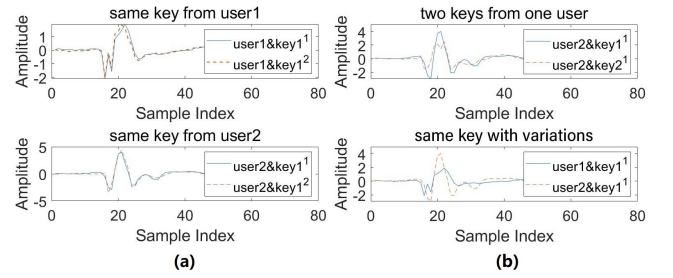 same key from user1
Amplitude
1
0
-1
-2
user1&key1¹
user1&key1²
0 20 40 60 80
Sample Index
two keys from one user
Amplitude
4
2
0
-2
user2&key1¹
user2&key2¹
0 20 40 60 80
Sample Index
same key from user2
Amplitude
5
0
-5
user2&key1¹
user2&key1²
0 20 40 60 80
Sample Index
same key with variations
Amplitude
4
2
0
-2
user1&key1¹
user2&key1¹
0 20 40 60 80
Sample Index
(a)
(b)